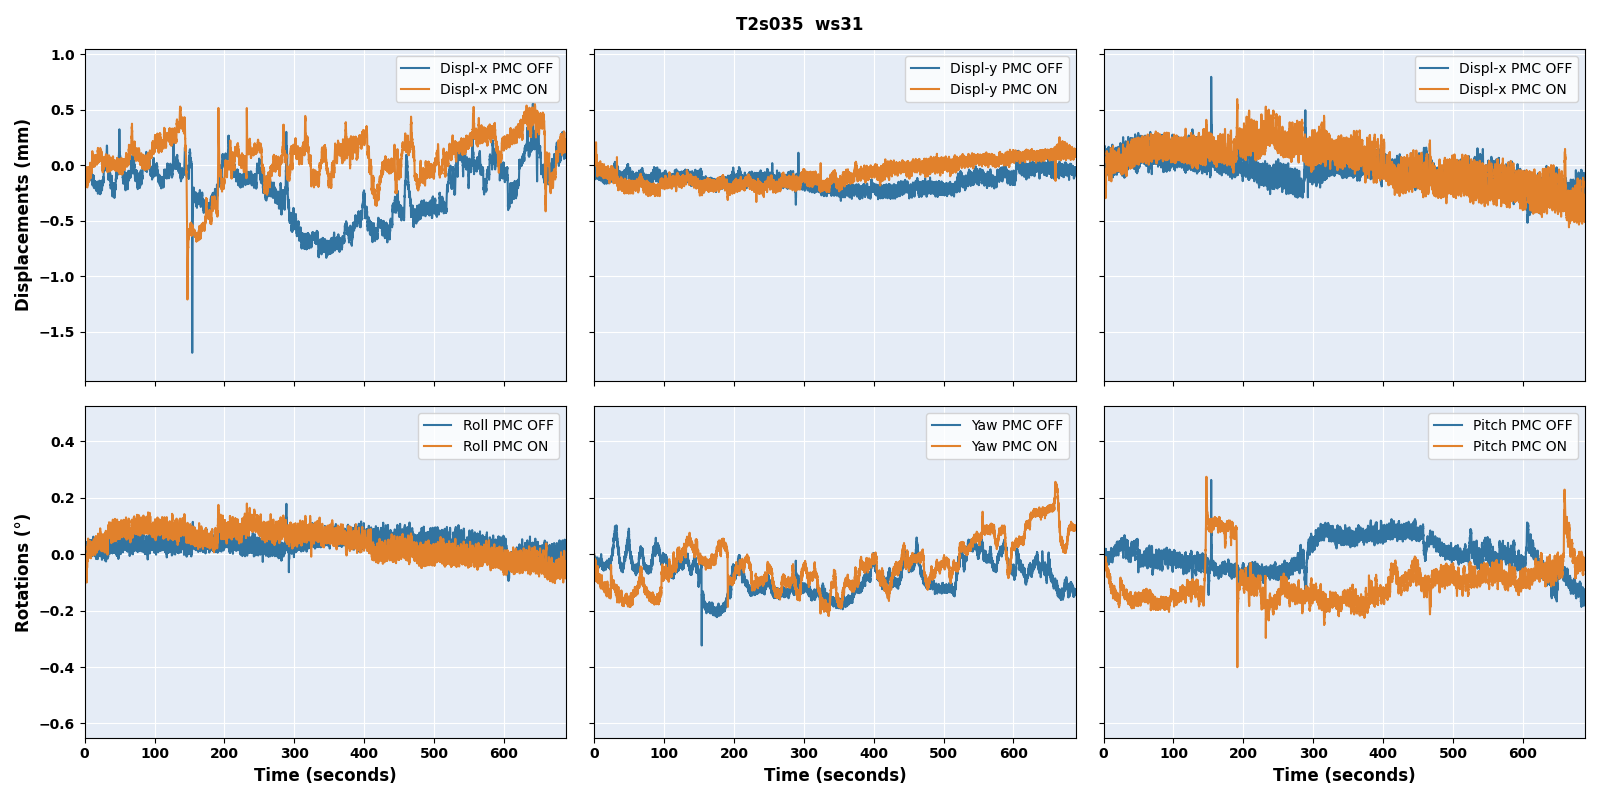 T2s035 ws31
Displacements (mm)
1.0
0.5
0.0
−0.5
−1.0
−1.5
Displ-x PMC OFF
Displ-x PMC ON
Displ-y PMC OFF
Displ-y PMC ON
Displ-x PMC OFF
Displ-x PMC ON
Rotations (°)
0.4
0.2
0.0
−0.2
−0.4
−0.6
Roll PMC OFF
Roll PMC ON
Yaw PMC OFF
Yaw PMC ON
Pitch PMC OFF
Pitch PMC ON
0 100 200 300 400 500 600
0 100 200 300 400 500 600
0 100 200 300 400 500 600
Time (seconds)
Time (seconds)
Time (seconds)